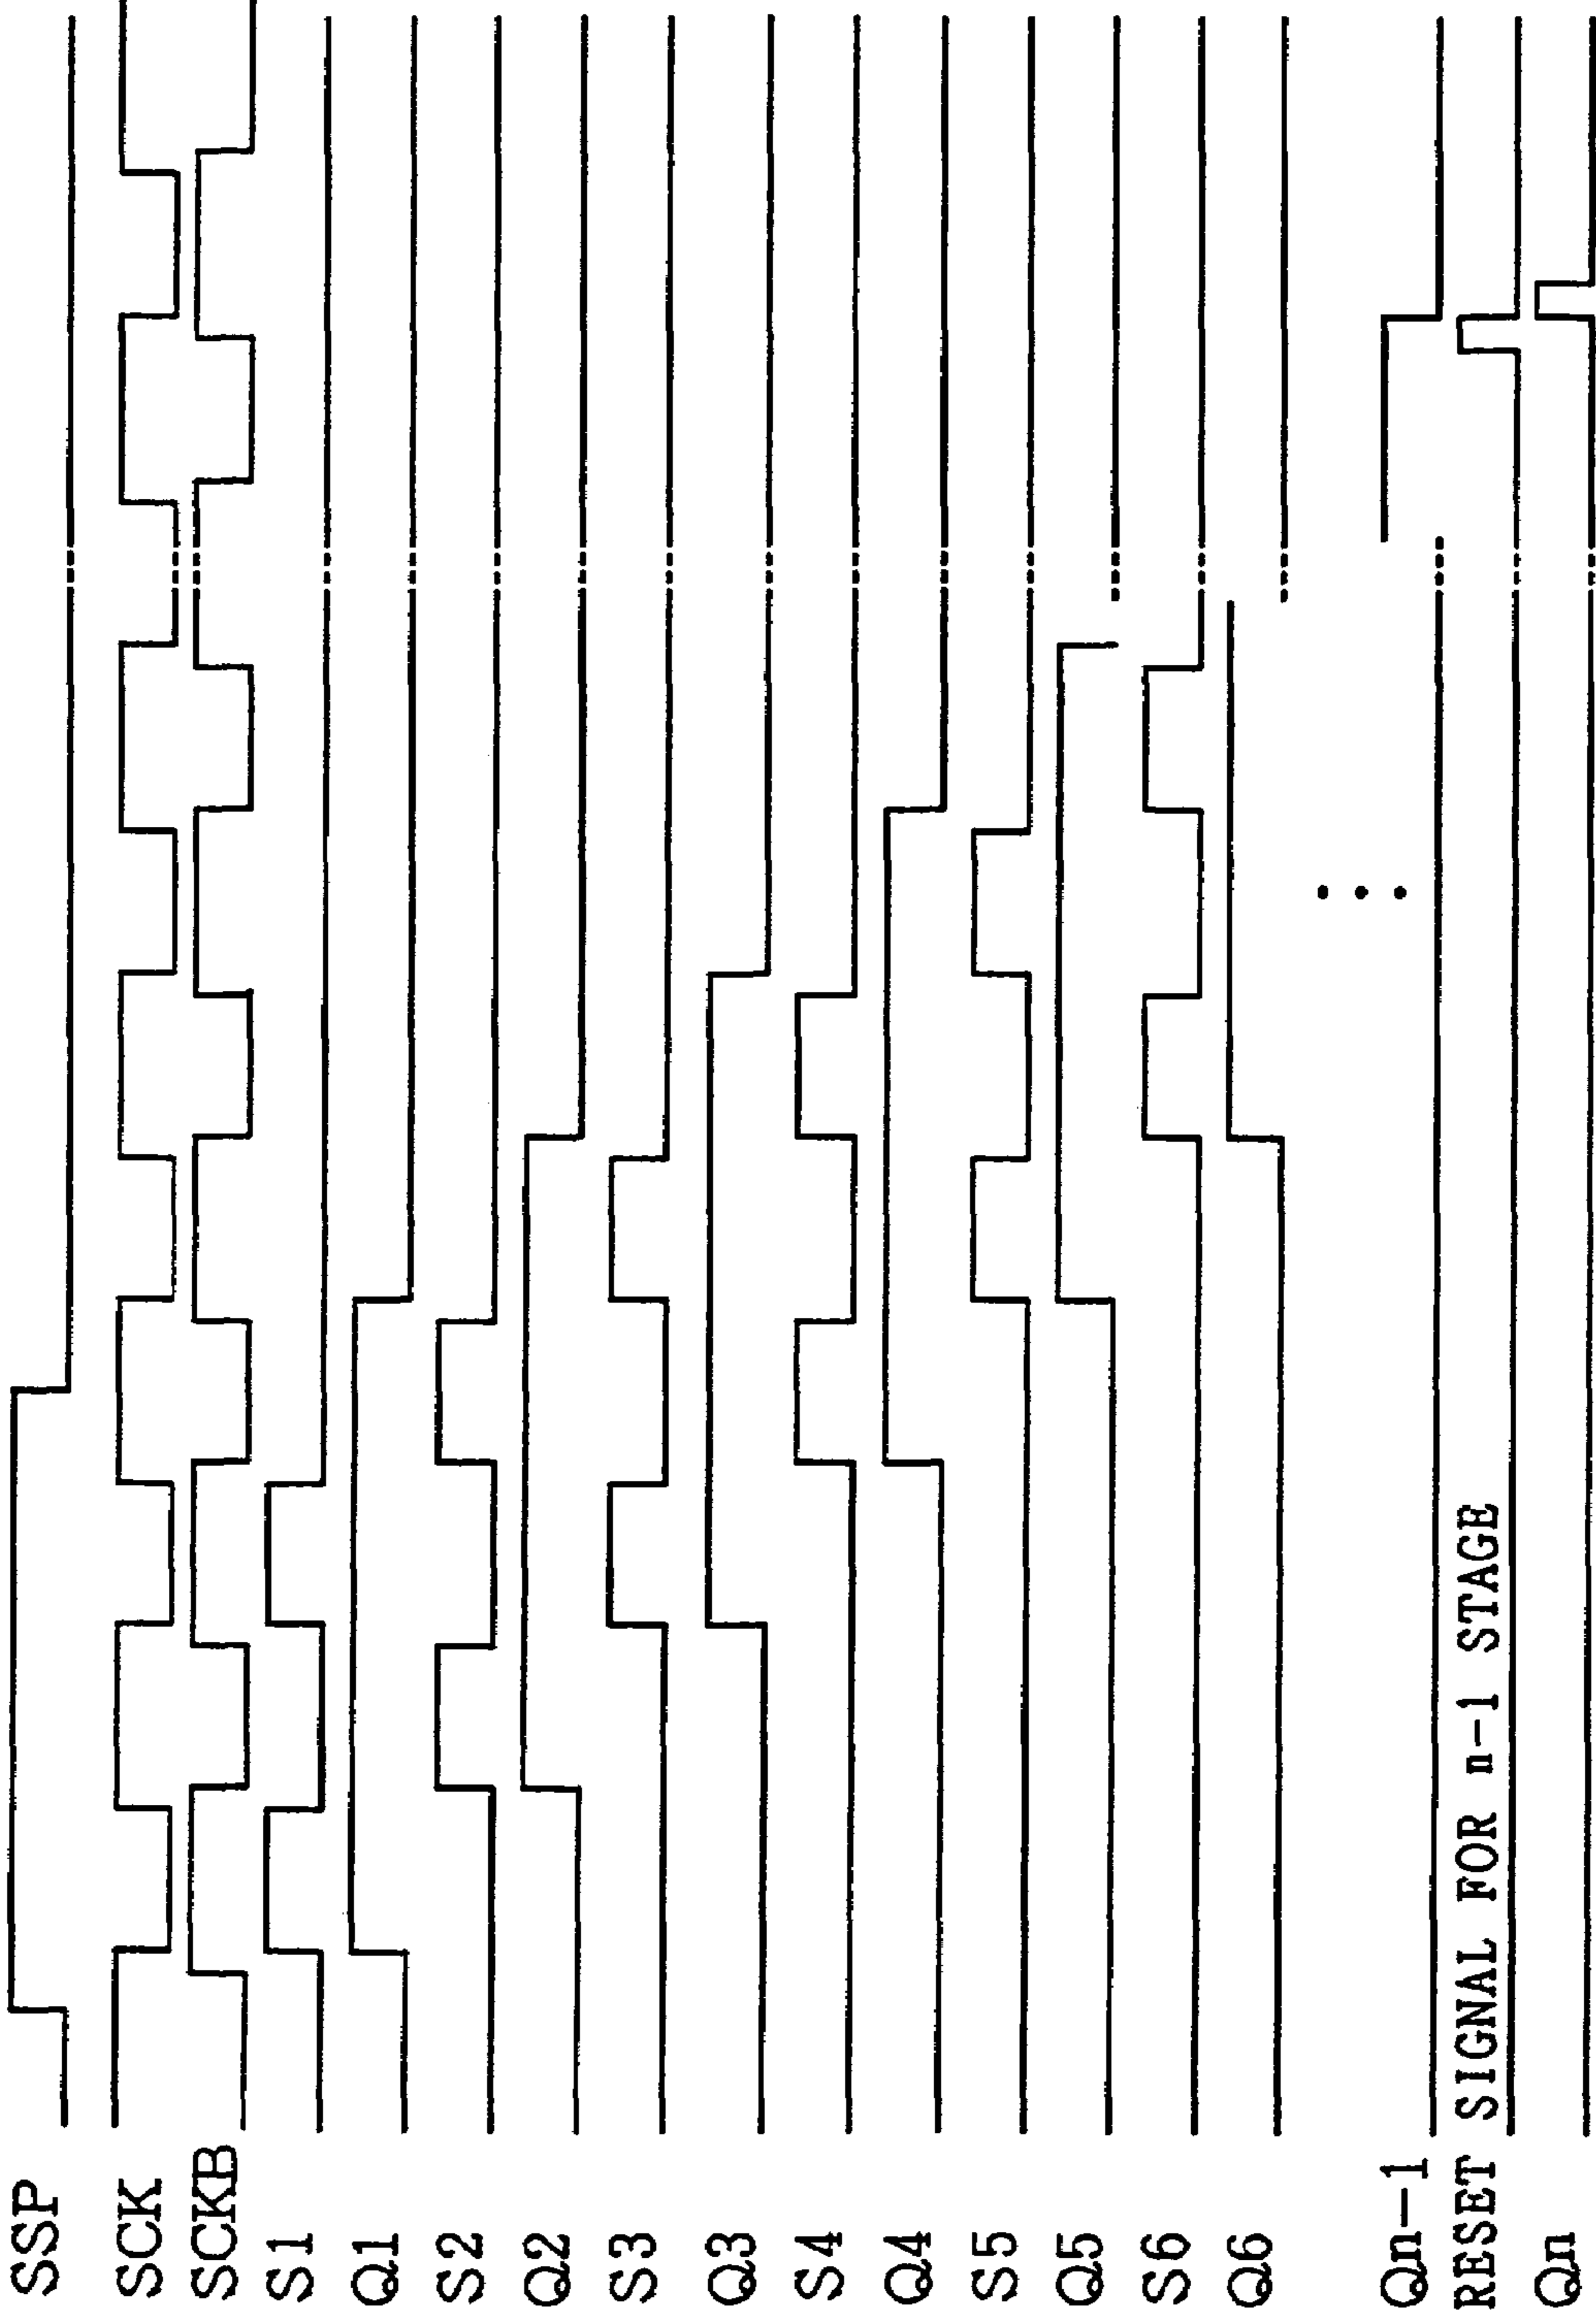 SSP
SCK
SCKB
S1
Q1
S2
Q2
S3
Q3
S4
Q4
S5
Q5
S6
Q6
Qn-1
RESET SIGNAL FOR n-1 STAGE
Qn